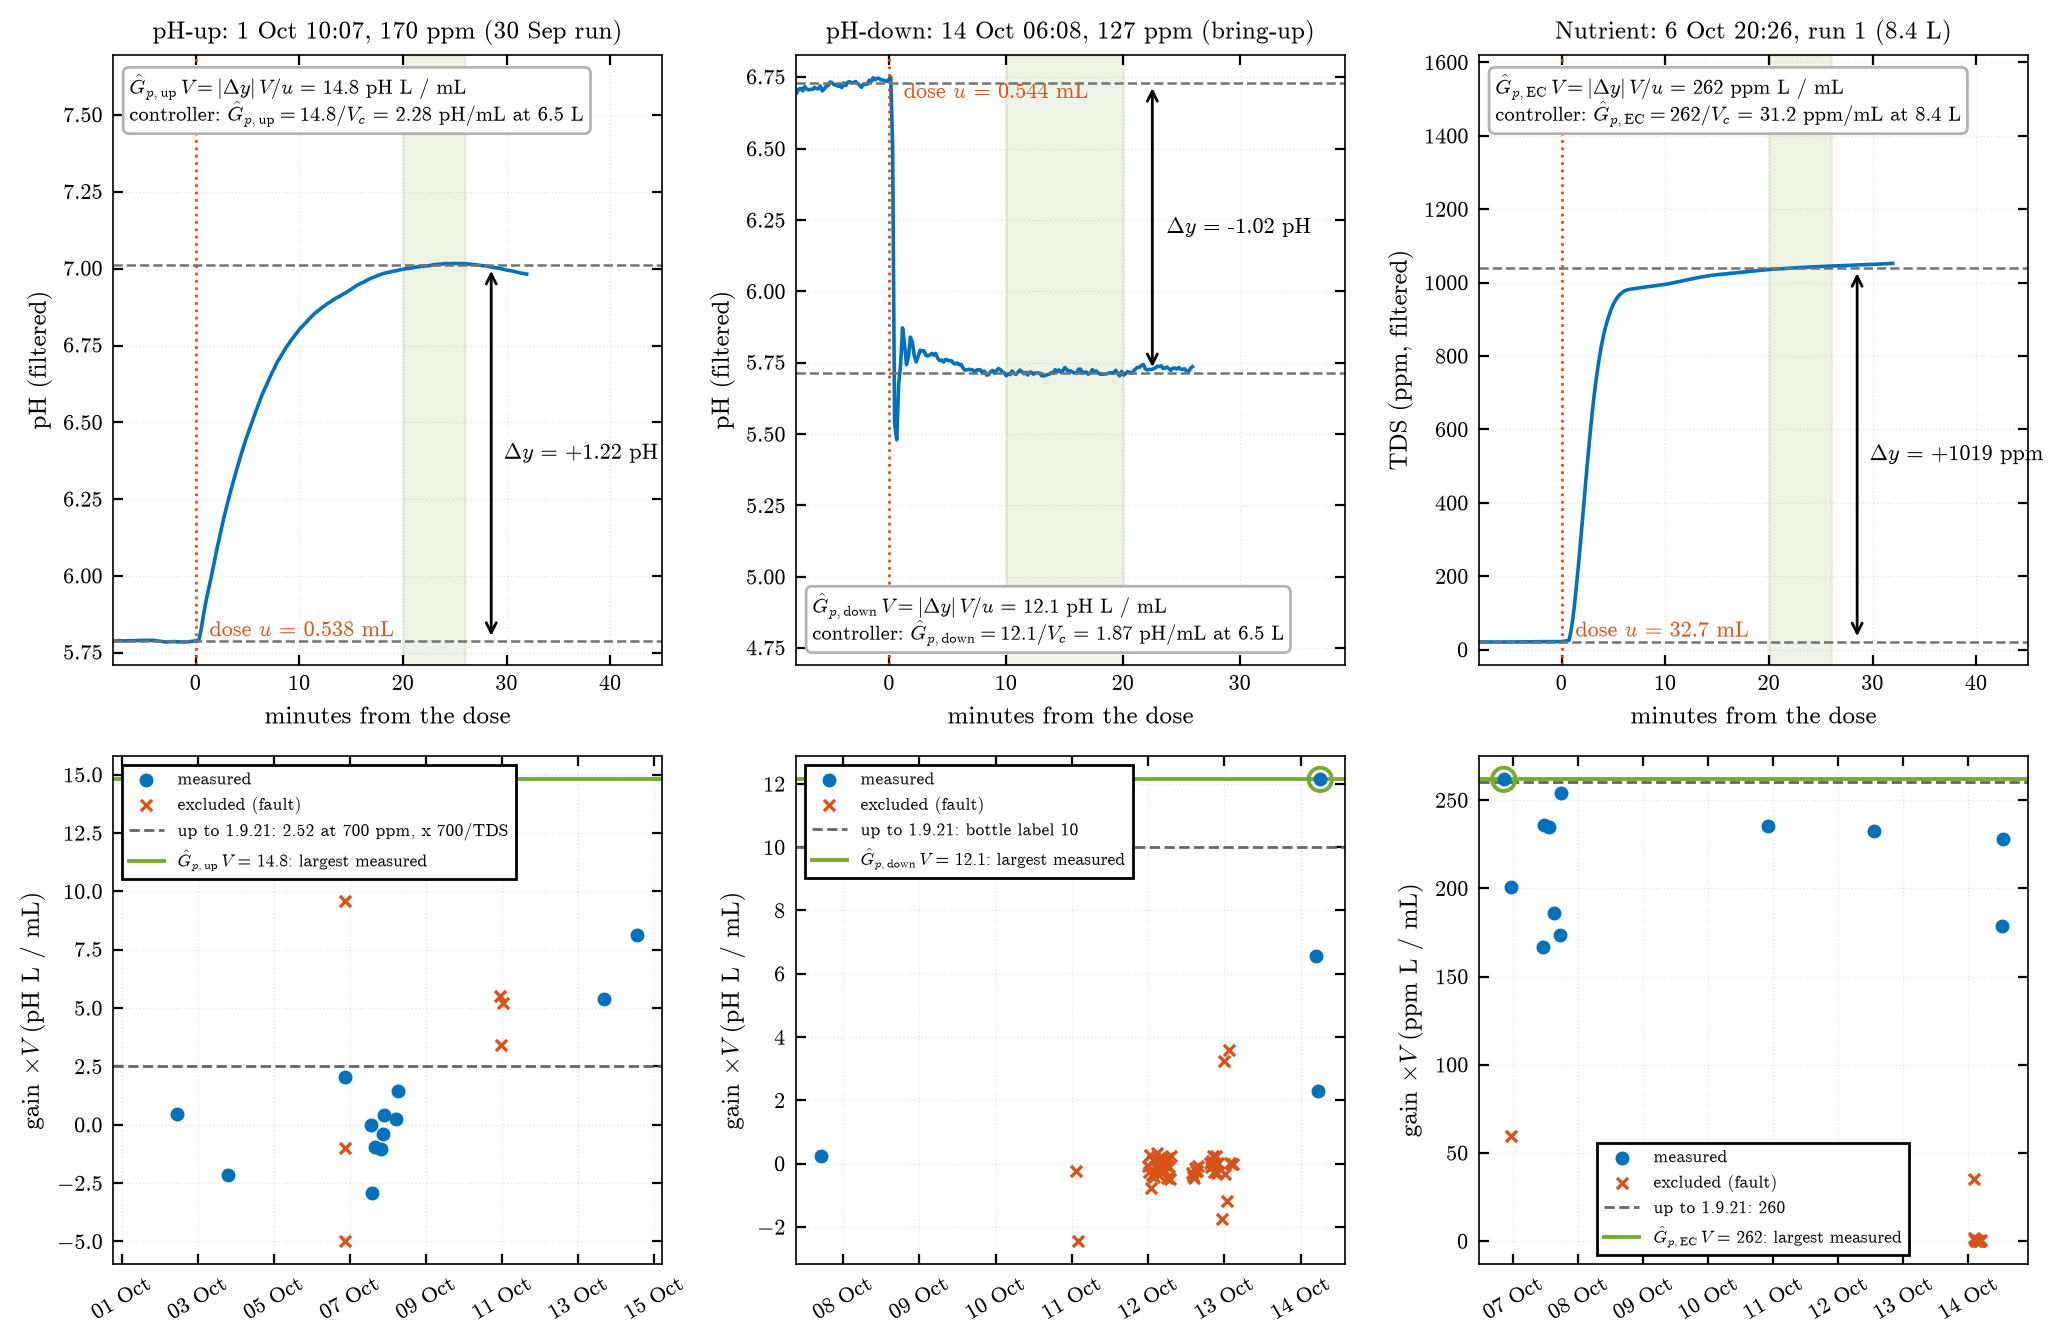 pH-up: 1 Oct 10:07, 170 ppm (30 Sep run)
Ĝp, up V = |Δy| V/u = 14.8 pH L / mL
controller: Ĝp, up = 14.8/Vc = 2.28 pH/mL at 6.5 L
7.50
7.25
7.00
6.75
6.50
6.25
6.00
5.75
pH (filtered)
Δy = +1.22 pH
dose u = 0.538 mL
0 10 20 30 40
minutes from the dose
pH-down: 14 Oct 06:08, 127 ppm (bring-up)
dose u = 0.544 mL
6.75
6.50
6.25
6.00
5.75
5.50
5.25
5.00
4.75
pH (filtered)
Δy = -1.02 pH
Ĝp, down V = |Δy| V/u = 12.1 pH L / mL
controller: Ĝp, down = 12.1/Vc = 1.87 pH/mL at 6.5 L
0 10 20 30
minutes from the dose
Nutrient: 6 Oct 20:26, run 1 (8.4 L)
Ĝp, EC V = |Δy| V/u = 262 ppm L / mL
controller: Ĝp, EC = 262/Vc = 31.2 ppm/mL at 8.4 L
1600
1400
1200
1000
800
600
400
200
0
TDS (ppm, filtered)
Δy = +1019 ppm
dose u = 32.7 mL
0 10 20 30 40
minutes from the dose
measured
excluded (fault)
up to 1.9.21: 2.52 at 700 ppm, x 700/TDS
Ĝp, up V = 14.8: largest measured
15.0
12.5
10.0
7.5
5.0
2.5
0.0
−2.5
−5.0
gain ×V (pH L / mL)
01 Oct 03 Oct 05 Oct 07 Oct 09 Oct 11 Oct 13 Oct 15 Oct
measured
excluded (fault)
up to 1.9.21: bottle label 10
Ĝp, down V = 12.1: largest measured
12
10
8
6
4
2
0
−2
gain ×V (pH L / mL)
08 Oct 09 Oct 10 Oct 11 Oct 12 Oct 13 Oct 14 Oct
250
200
150
100
50
0
gain ×V (ppm L / mL)
measured
excluded (fault)
up to 1.9.21: 260
Ĝp, EC V = 262: largest measured
07 Oct 08 Oct 09 Oct 10 Oct 11 Oct 12 Oct 13 Oct 14 Oct